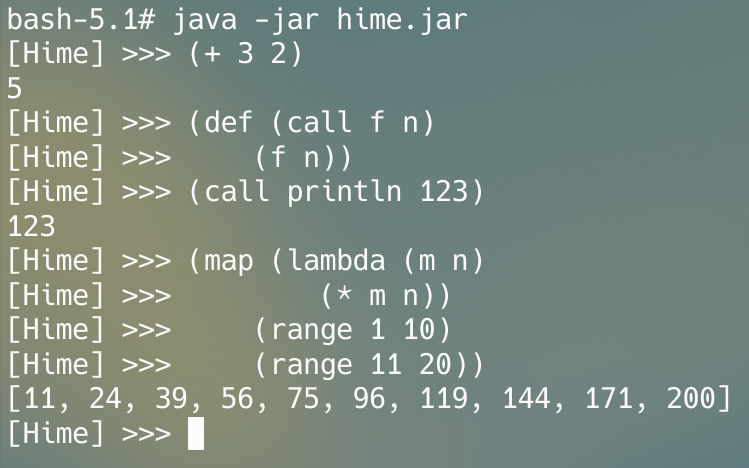 bash-5.1# java -jar hime.jar
[Hime] >>> (+ 3 2)
5
[Hime] >>> (def (call f n)
[Hime] >>>     (f n))
[Hime] >>> (call println 123)
123
[Hime] >>> (map (lambda (m n)
[Hime] >>>         (* m n))
[Hime] >>>     (range 1 10)
[Hime] >>>     (range 11 20))
[11, 24, 39, 56, 75, 96, 119, 144, 171, 200]
[Hime] >>>